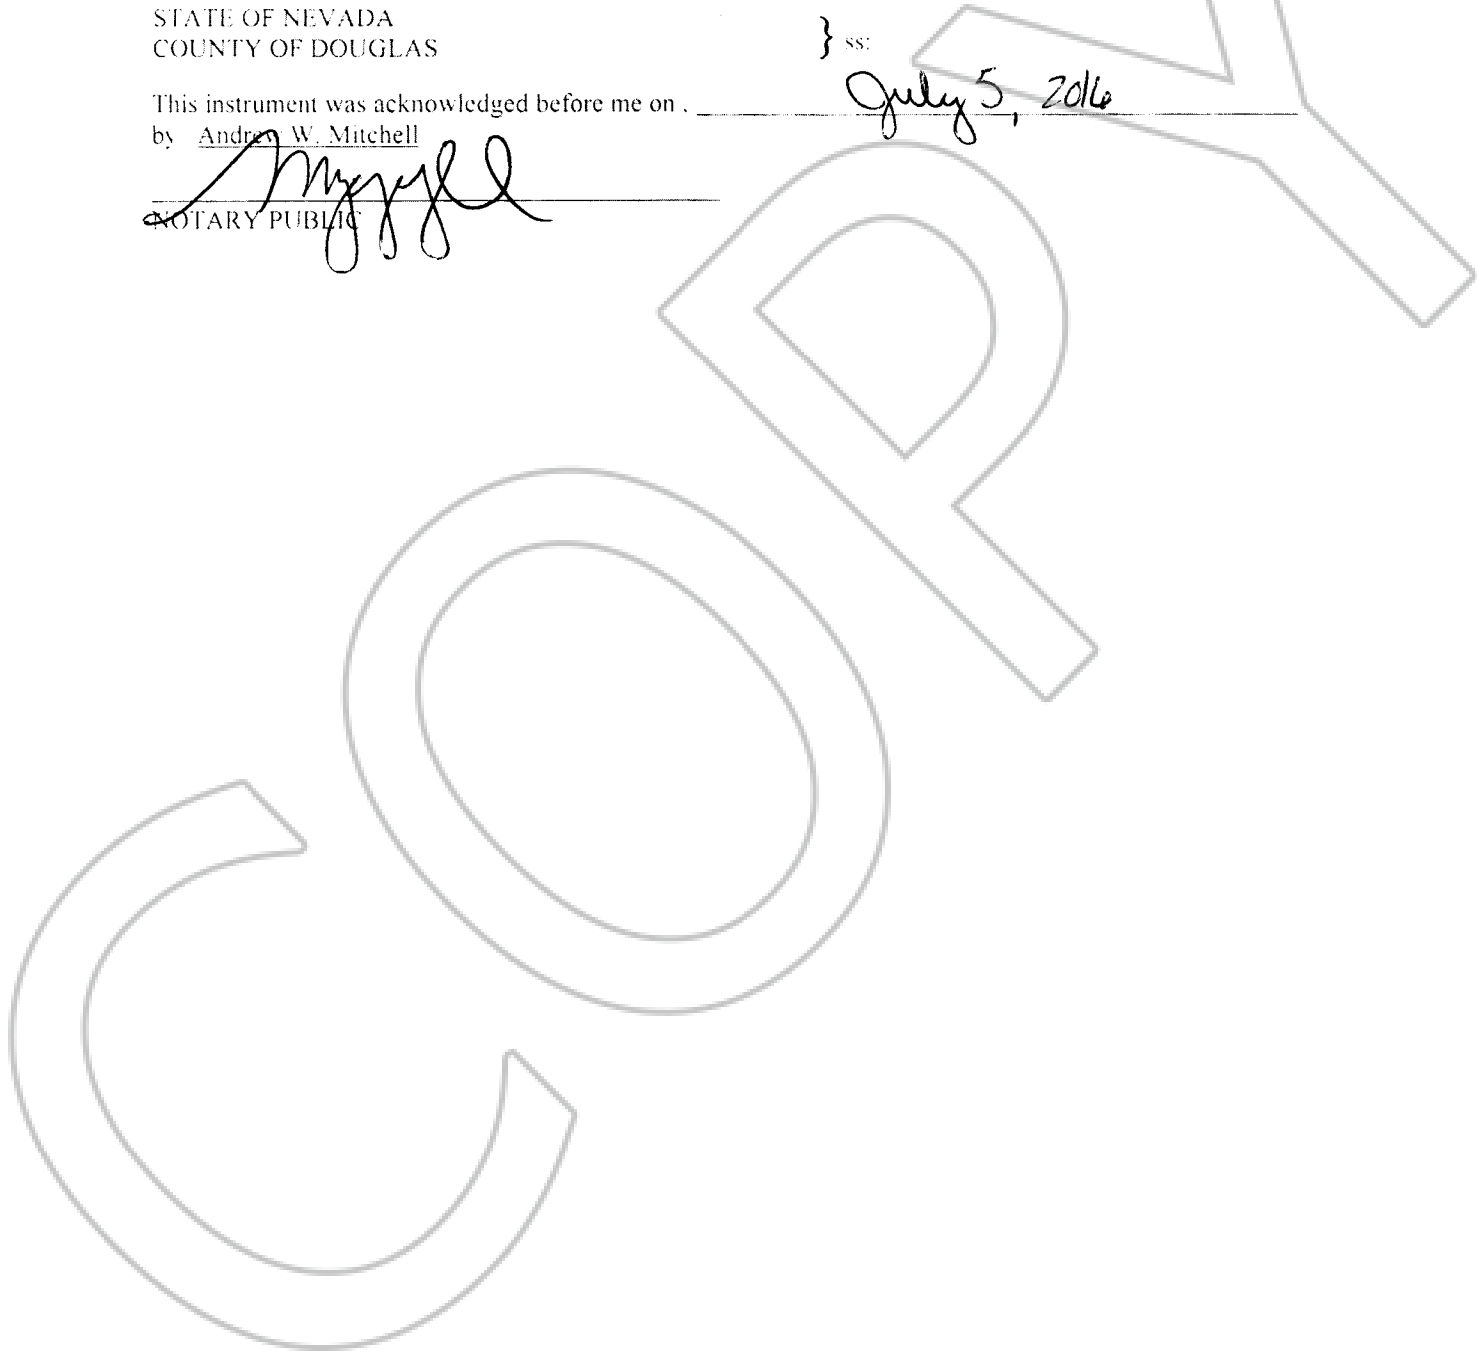 STATE OF NEVADA
COUNTY OF DOUGLAS
} ss:
This instrument was acknowledged before me on , July 5, 2016
by Andrew W. Mitchell
NOTARY PUBLIC
COPY